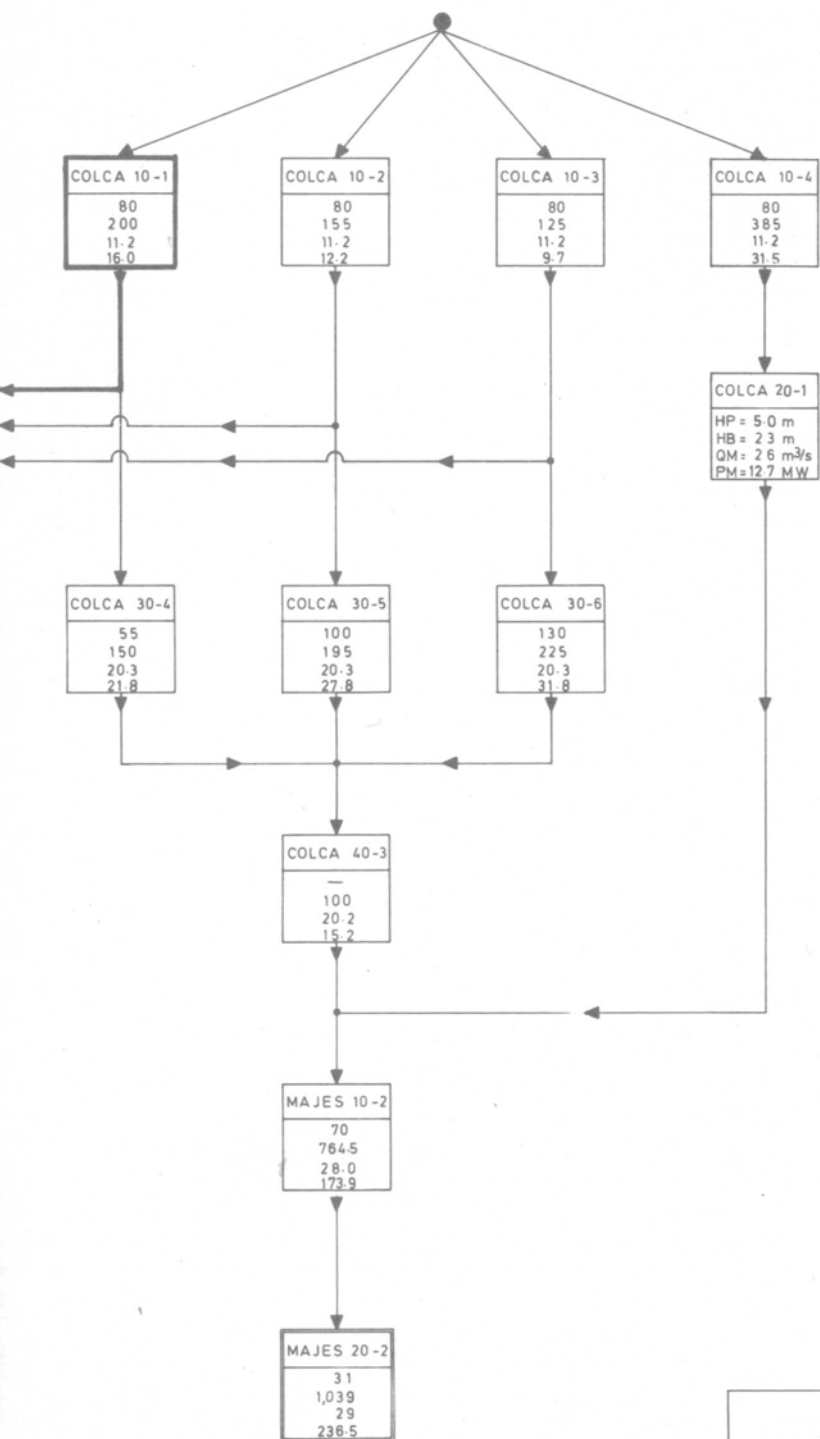 COLCA 10-1
80
200
11.2
16.0
COLCA 10-2
80
155
11.2
12.2
COLCA 10-3
80
125
11.2
9.7
COLCA 10-4
80
385
11.2
31.5
COLCA 20-1
HP = 5.0 m
HB = 23 m
QM = 26 m³/s
PM = 12.7 MW
COLCA 30-4
55
150
20.3
21.8
COLCA 30-5
100
195
20.3
27.8
COLCA 30-6
130
225
20.3
31.8
COLCA 40-3
—
100
20.2
15.2
MAJES 10-2
70
764.5
28.0
173.9
MAJES 20-2
31
1,039
29
236.5